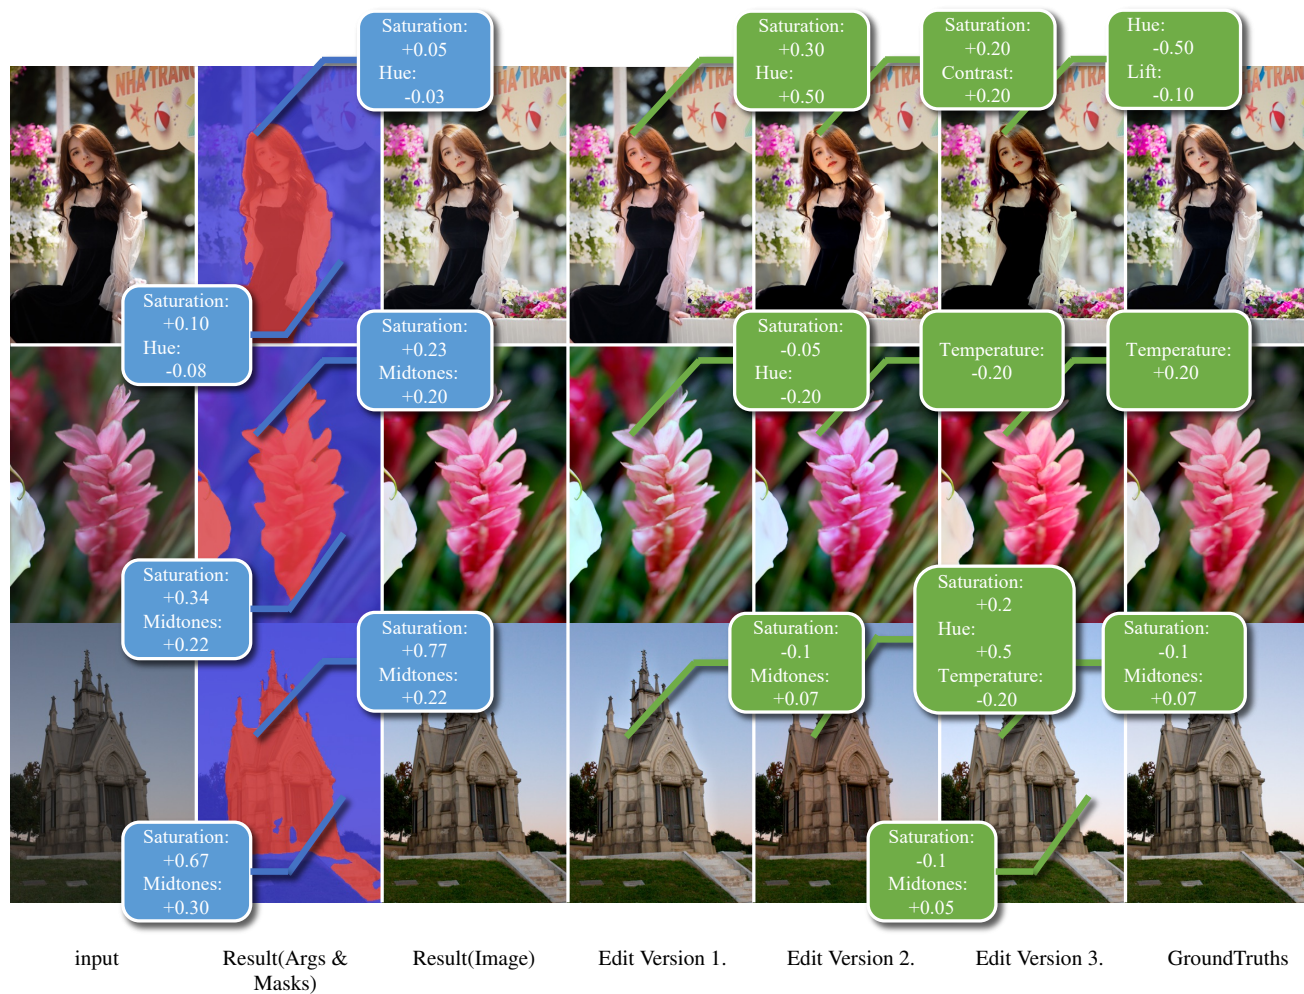 Saturation:
+0.05
Hue:
-0.03
Saturation:
+0.30
Hue:
+0.50
Saturation:
+0.20
Contrast:
+0.20
Hue:
-0.50
Lift:
-0.10
NHA TRANG
Saturation:
+0.10
Hue:
-0.08
Saturation:
+0.23
Midtones:
+0.20
Saturation:
-0.05
Hue:
-0.20
Temperature:
-0.20
Temperature:
+0.20
Saturation:
+0.34
Midtones:
+0.22
Saturation:
+0.77
Midtones:
+0.22
Saturation:
-0.1
Midtones:
+0.07
Saturation:
+0.2
Hue:
+0.5
Temperature:
-0.20
Saturation:
-0.1
Midtones:
+0.07
Saturation:
+0.67
Midtones:
+0.30
Saturation:
-0.1
Midtones:
+0.05
input
Result(Args &
Masks)
Result(Image)
Edit Version 1.
Edit Version 2.
Edit Version 3.
GroundTruths